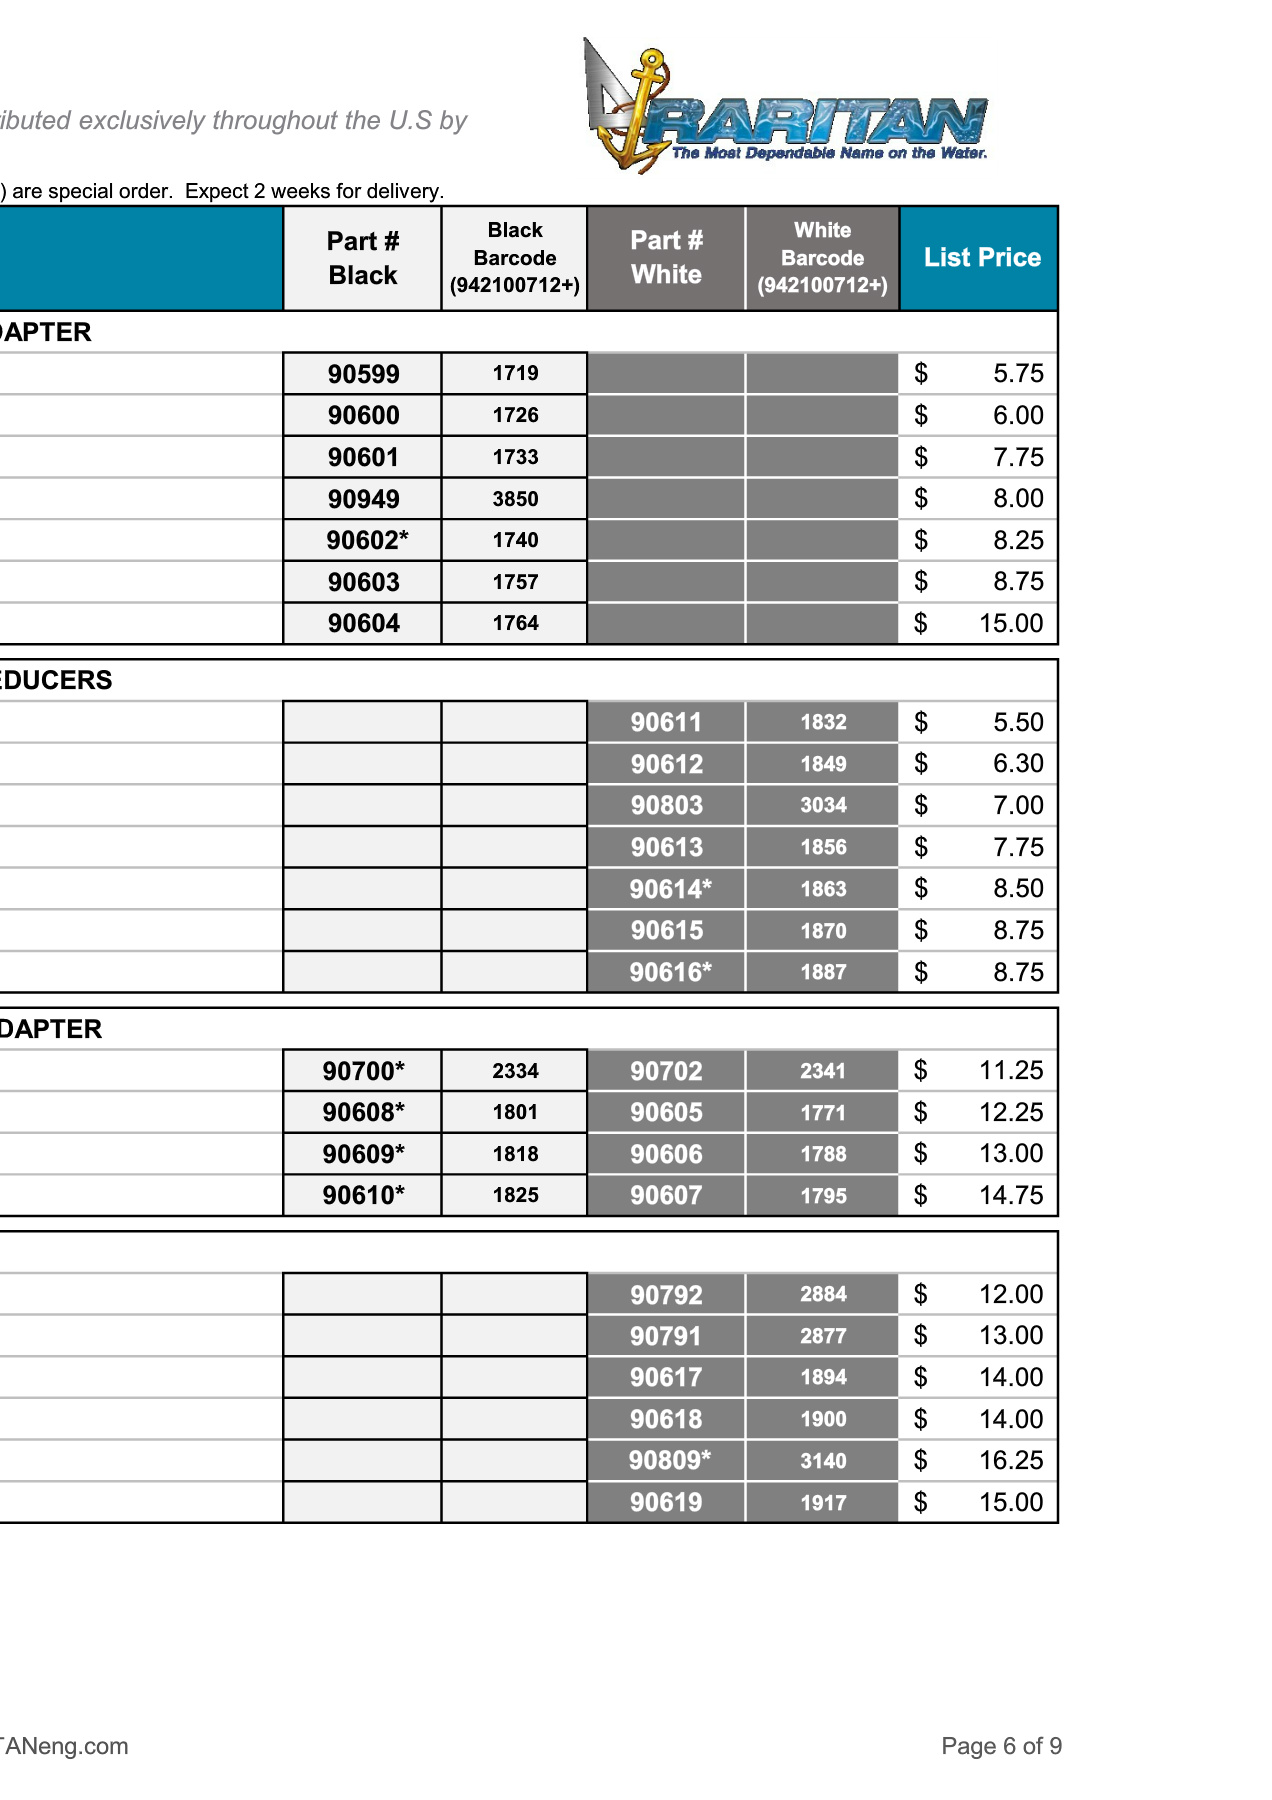 RARITAN
The Most Dependable Name on the Water.
ributed exclusively throughout the U.S by
) are special order.  Expect 2 weeks for delivery.
Part # Black | Black Barcode (942100712+) | Part # White | White Barcode (942100712+) | List Price
DAPTER
90599 1719 $ 5.75
90600 1726 $ 6.00
90601 1733 $ 7.75
90949 3850 $ 8.00
90602* 1740 $ 8.25
90603 1757 $ 8.75
90604 1764 $ 15.00
EDUCERS
90611 1832 $ 5.50
90612 1849 $ 6.30
90803 3034 $ 7.00
90613 1856 $ 7.75
90614* 1863 $ 8.50
90615 1870 $ 8.75
90616* 1887 $ 8.75
DAPTER
90700* 2334 90702 2341 $ 11.25
90608* 1801 90605 1771 $ 12.25
90609* 1818 90606 1788 $ 13.00
90610* 1825 90607 1795 $ 14.75
90792 2884 $ 12.00
90791 2877 $ 13.00
90617 1894 $ 14.00
90618 1900 $ 14.00
90809* 3140 $ 16.25
90619 1917 $ 15.00
TANeng.com
Page 6 of 9